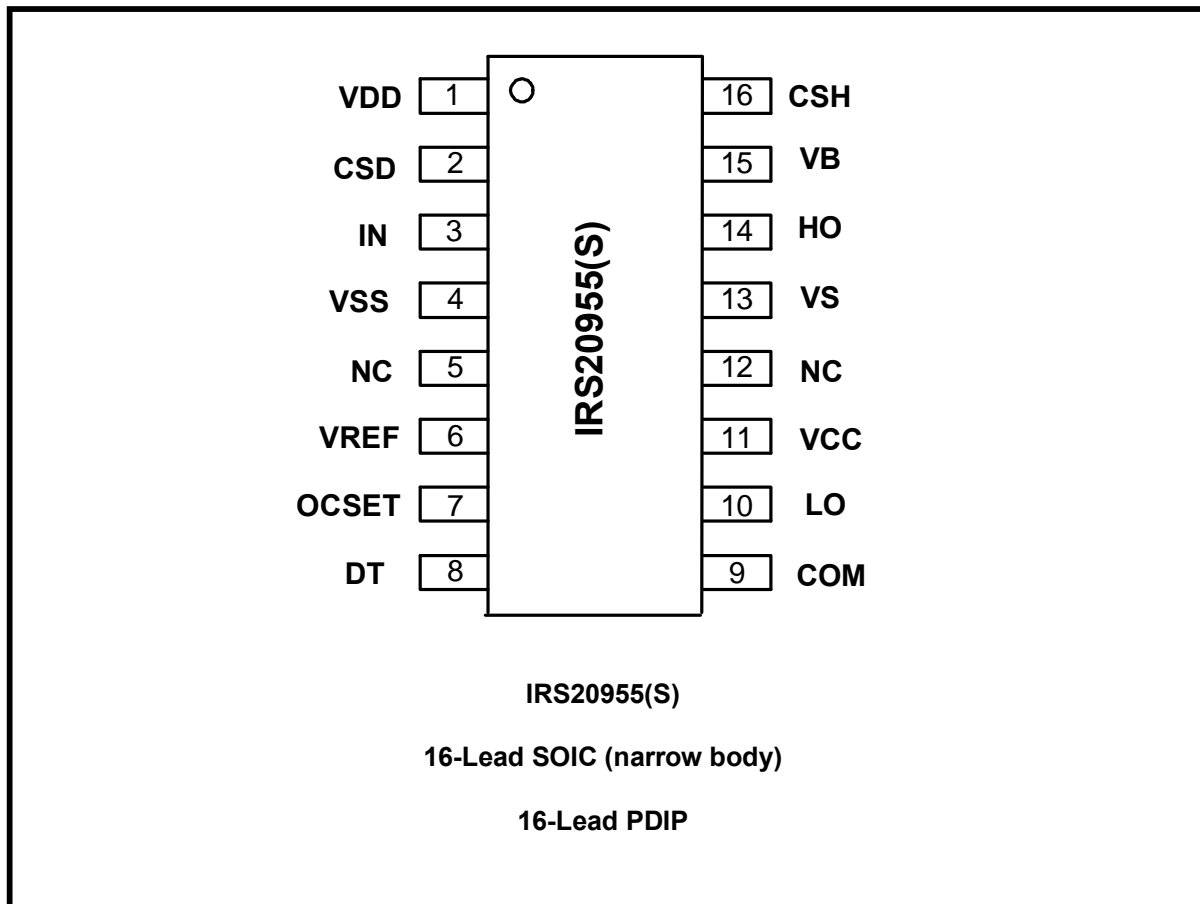 VDD 1 16 CSH
CSD 2 15 VB
IN 3 14 HO
VSS 4 13 VS
NC 5 12 NC
VREF 6 11 VCC
OCSET 7 10 LO
DT 8 9 COM
IRS20955(S)
IRS20955(S)
16-Lead SOIC (narrow body)
16-Lead PDIP